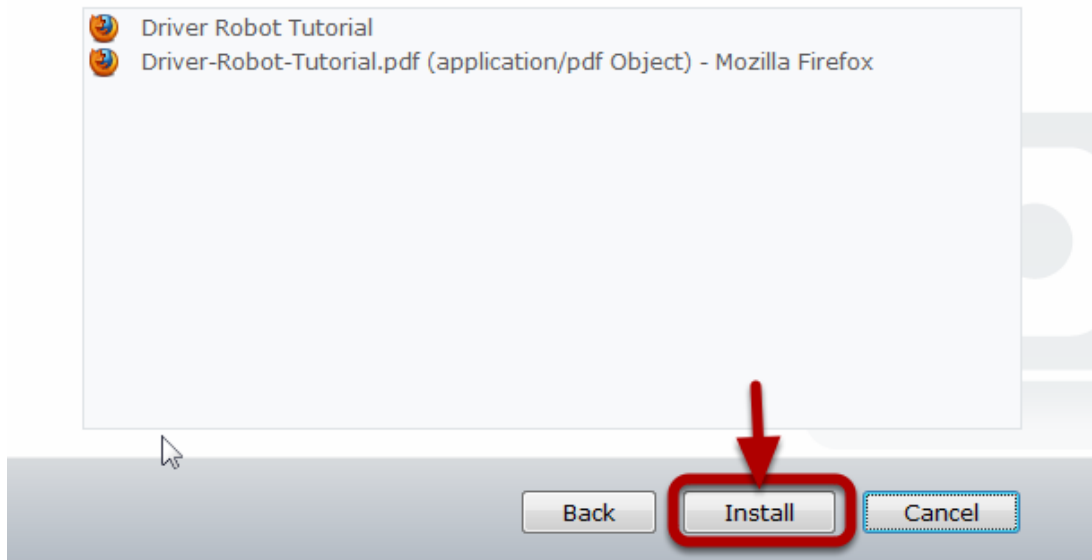 Driver Robot Tutorial
Driver-Robot-Tutorial.pdf (application/pdf Object) - Mozilla Firefox
Back Install Cancel